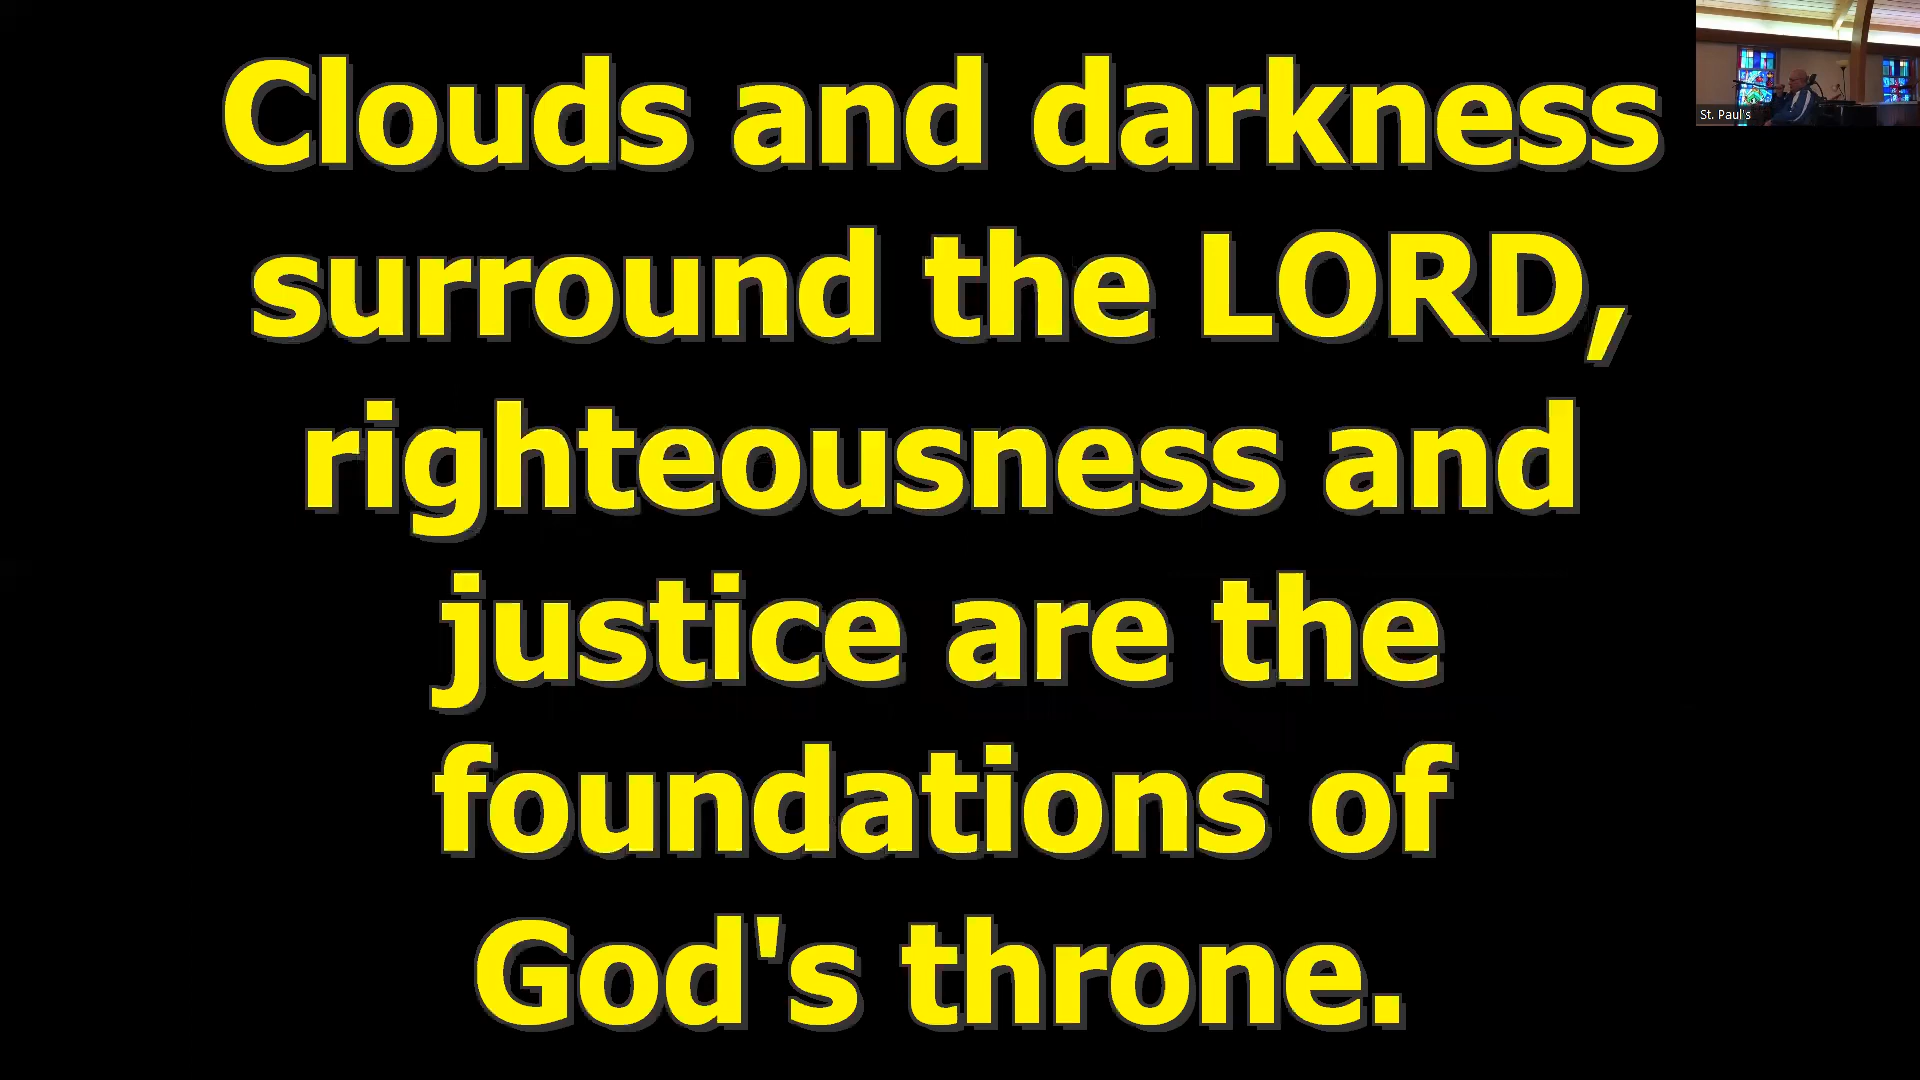 Clouds and darkness
surround the LORD,
righteousness and
justice are the
foundations of
God's throne.
St. Paul's